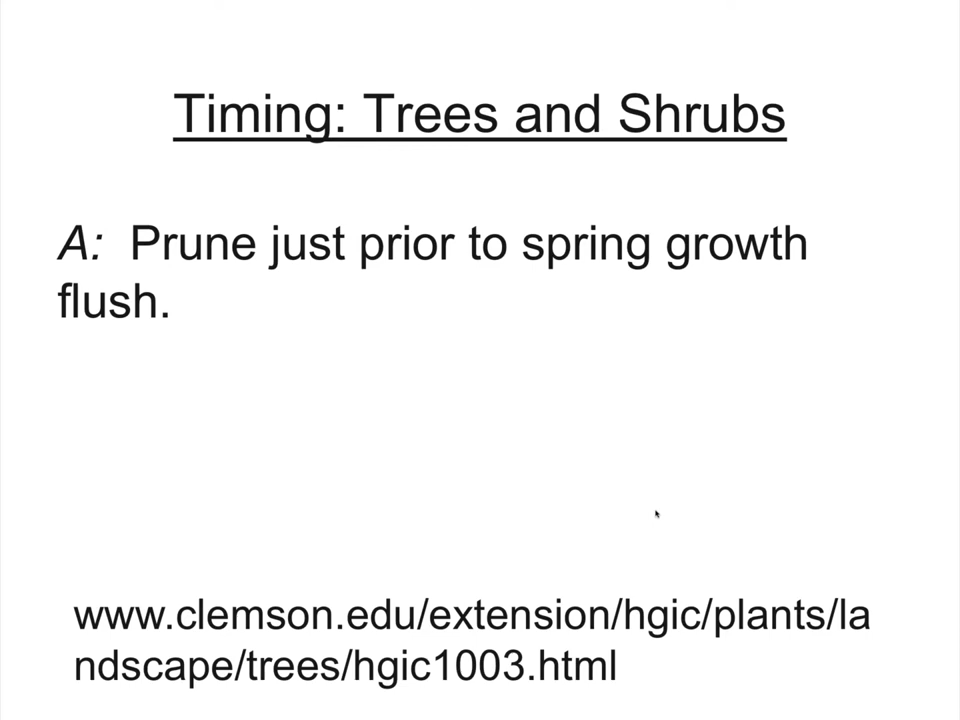 Timing: Trees and Shrubs
A: Prune just prior to spring growth
flush.
www.clemson.edu/extension/hgic/plants/la
ndscape/trees/hgic1003.html